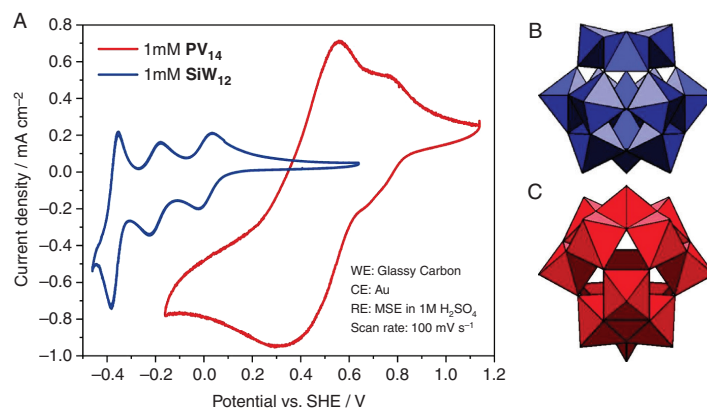 A
B
C
1mM PV₁₄
1mM SiW₁₂
WE: Glassy Carbon
CE: Au
RE: MSE in 1M H₂SO₄
Scan rate: 100 mV s⁻¹
Current density / mA cm⁻²
0.8
0.6
0.4
0.2
0.0
−0.2
−0.4
−0.6
−0.8
−1.0
−0.4 −0.2 0.0 0.2 0.4 0.6 0.8 1.0 1.2
Potential vs. SHE / V